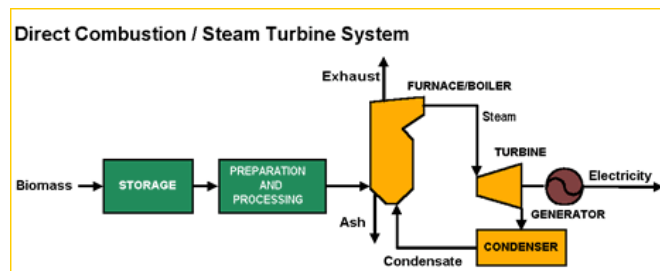 Direct Combustion / Steam Turbine System
Exhaust
FURNACE/BOILER
Steam
TURBINE
Biomass
STORAGE
PREPARATION
AND
PROCESSING
Electricity
GENERATOR
Ash
CONDENSER
Condensate